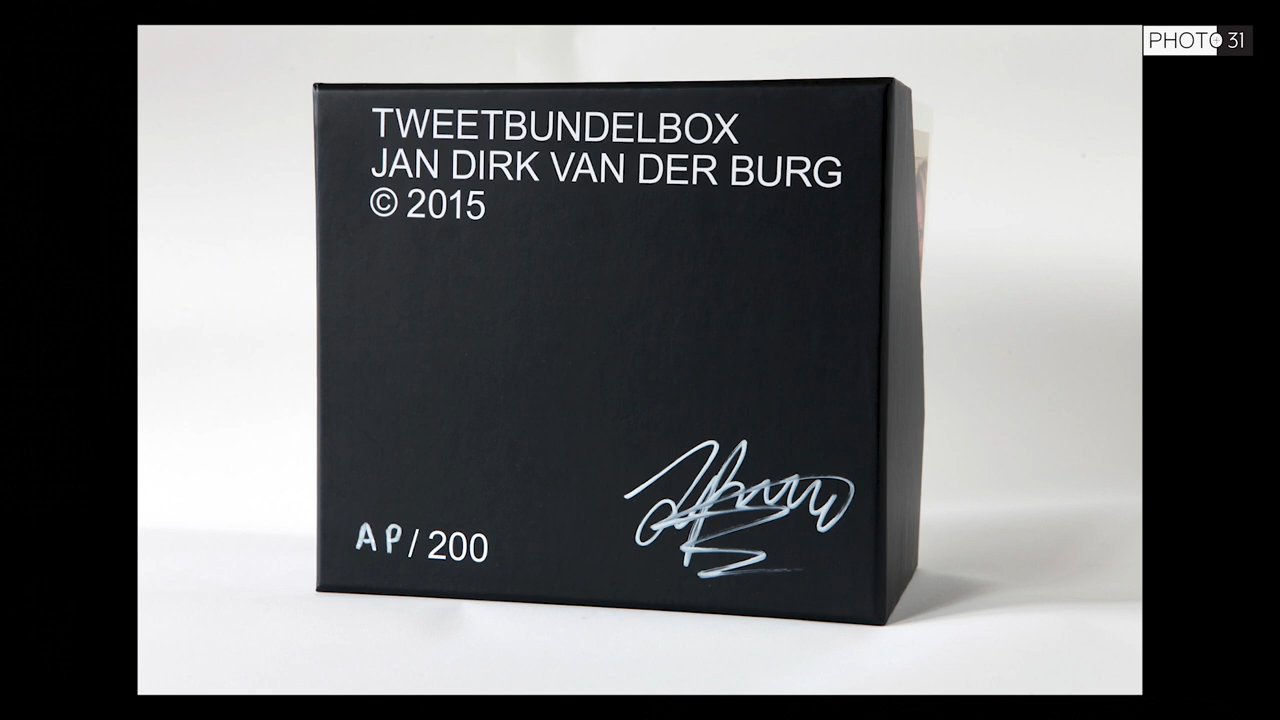 PHOTO 31
TWEETBUNDELBOX
JAN DIRK VAN DER BURG
© 2015
AP/200